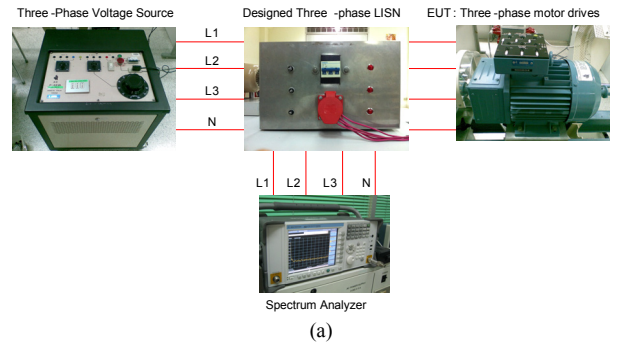 Three -Phase Voltage Source
Designed Three -phase LISN
EUT : Three -phase motor drives
L1
L2
L3
N
L1 L2 L3 N
Spectrum Analyzer
(a)